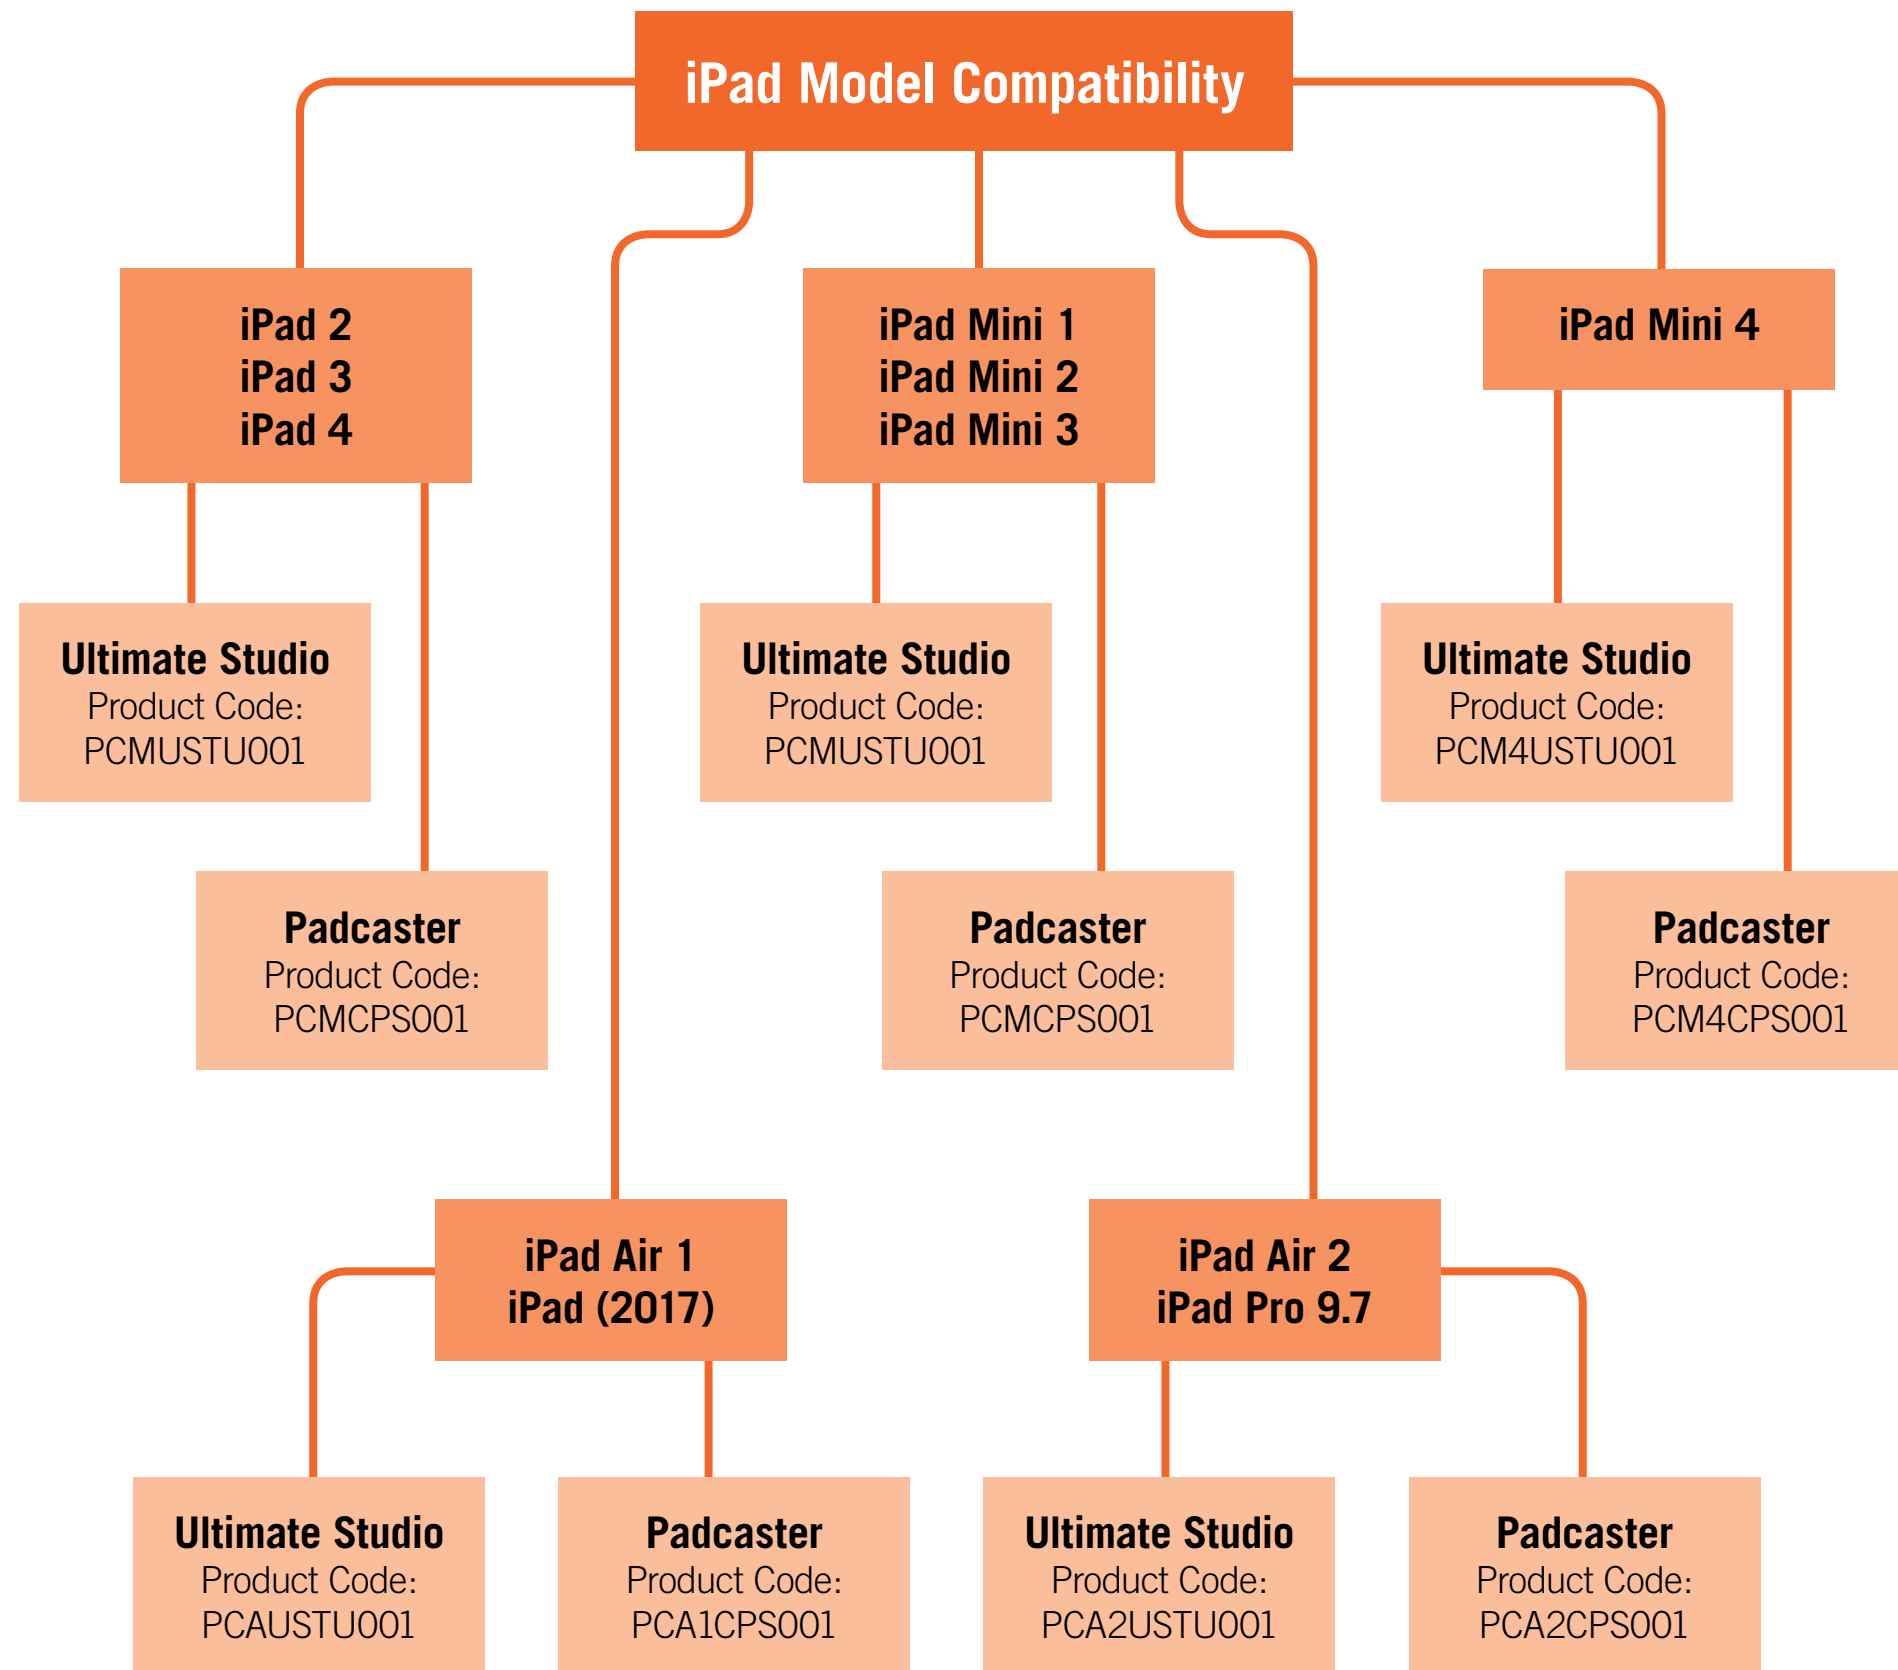 iPad Model Compatibility
iPad 2
iPad 3
iPad 4
iPad Mini 1
iPad Mini 2
iPad Mini 3
iPad Mini 4
Ultimate Studio
Product Code:
PCMUSTU001
Ultimate Studio
Product Code:
PCMUSTU001
Ultimate Studio
Product Code:
PCM4USTU001
Padcaster
Product Code:
PCMCPS001
Padcaster
Product Code:
PCMCPS001
Padcaster
Product Code:
PCM4CPS001
iPad Air 1
iPad (2017)
iPad Air 2
iPad Pro 9.7
Ultimate Studio
Product Code:
PCAUSTU001
Padcaster
Product Code:
PCA1CPS001
Ultimate Studio
Product Code:
PCA2USTU001
Padcaster
Product Code:
PCA2CPS001